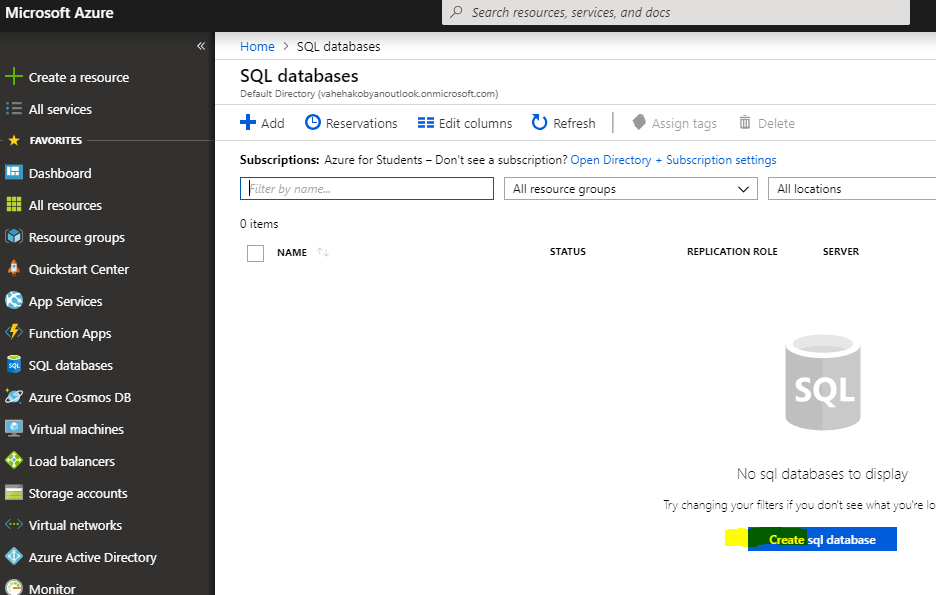 Microsoft Azure
Search resources, services, and docs
«
Create a resource
All services
FAVORITES
Dashboard
All resources
Resource groups
Quickstart Center
App Services
Function Apps
SQL
SQL databases
Azure Cosmos DB
Virtual machines
Load balancers
Storage accounts
Virtual networks
Azure Active Directory
Monitor
Home > SQL databases
SQL databases
Default Directory (vahehakobyanoutlook.onmicrosoft.com)
Add Reservations Edit columns Refresh Assign tags Delete
Subscriptions: Azure for Students – Don't see a subscription? Open Directory + Subscription settings
Filter by name... All resource groups All locations
0 items
NAME STATUS REPLICATION ROLE SERVER
SQL
No sql databases to display
Try changing your filters if you don't see what you're lo
Create sql database